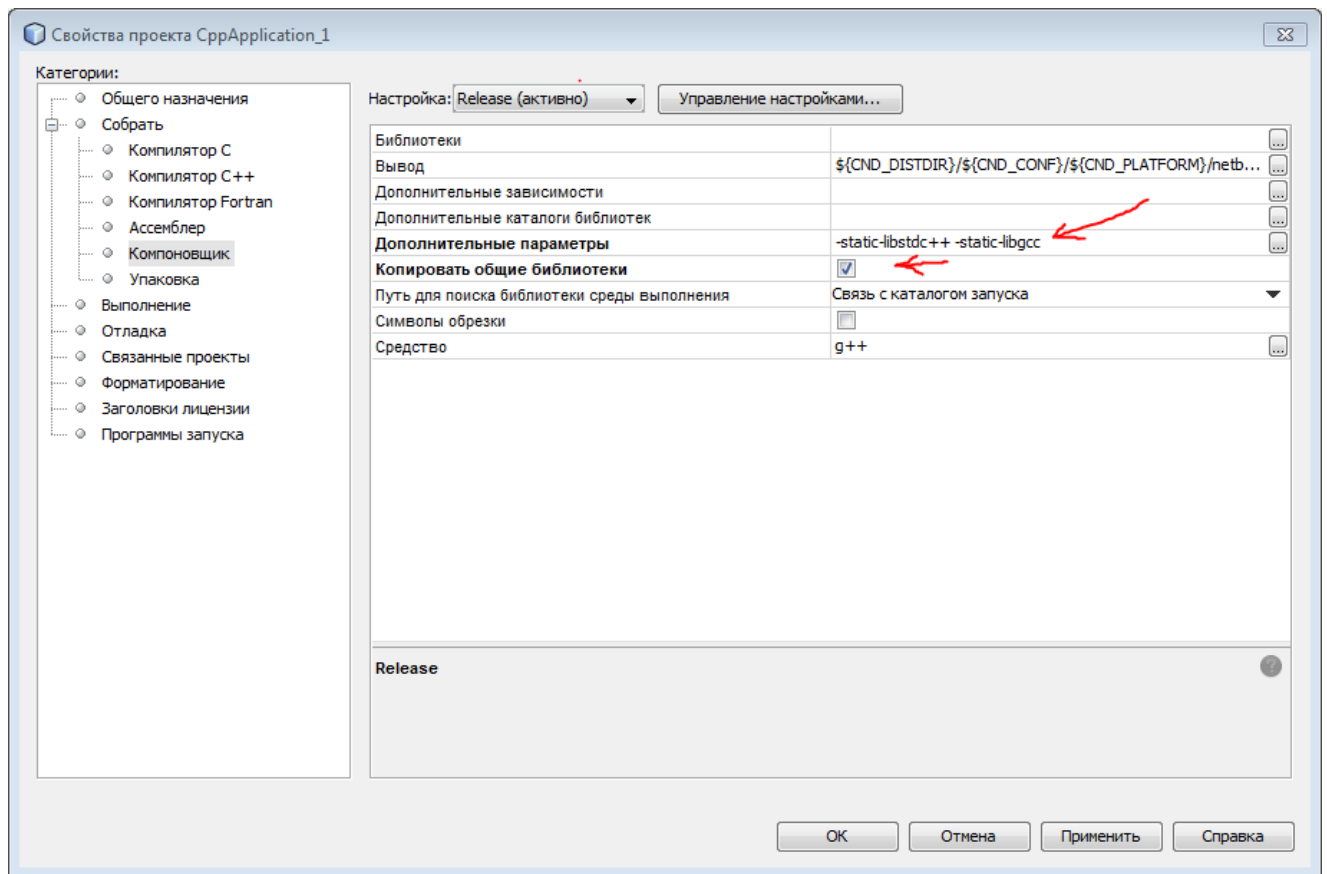 Свойства проекта CppApplication_1
Категории:
Общего назначения
Собрать
Компилятор C
Компилятор C++
Компилятор Fortran
Ассемблер
Компоновщик
Упаковка
Выполнение
Отладка
Связанные проекты
Форматирование
Заголовки лицензии
Программы запуска
Настройка: Release (активно) Управление настройками...
Библиотеки ...
Вывод ${CND_DISTDIR}/${CND_CONF}/${CND_PLATFORM}/netb... ...
Дополнительные зависимости ...
Дополнительные каталоги библиотек ...
Дополнительные параметры -static-libstdc++ -static-libgcc ...
Копировать общие библиотеки
Путь для поиска библиотеки среды выполнения Связь с каталогом запуска
Символы обрезки
Средство g++ ...
Release ?
OK Отмена Применить Справка